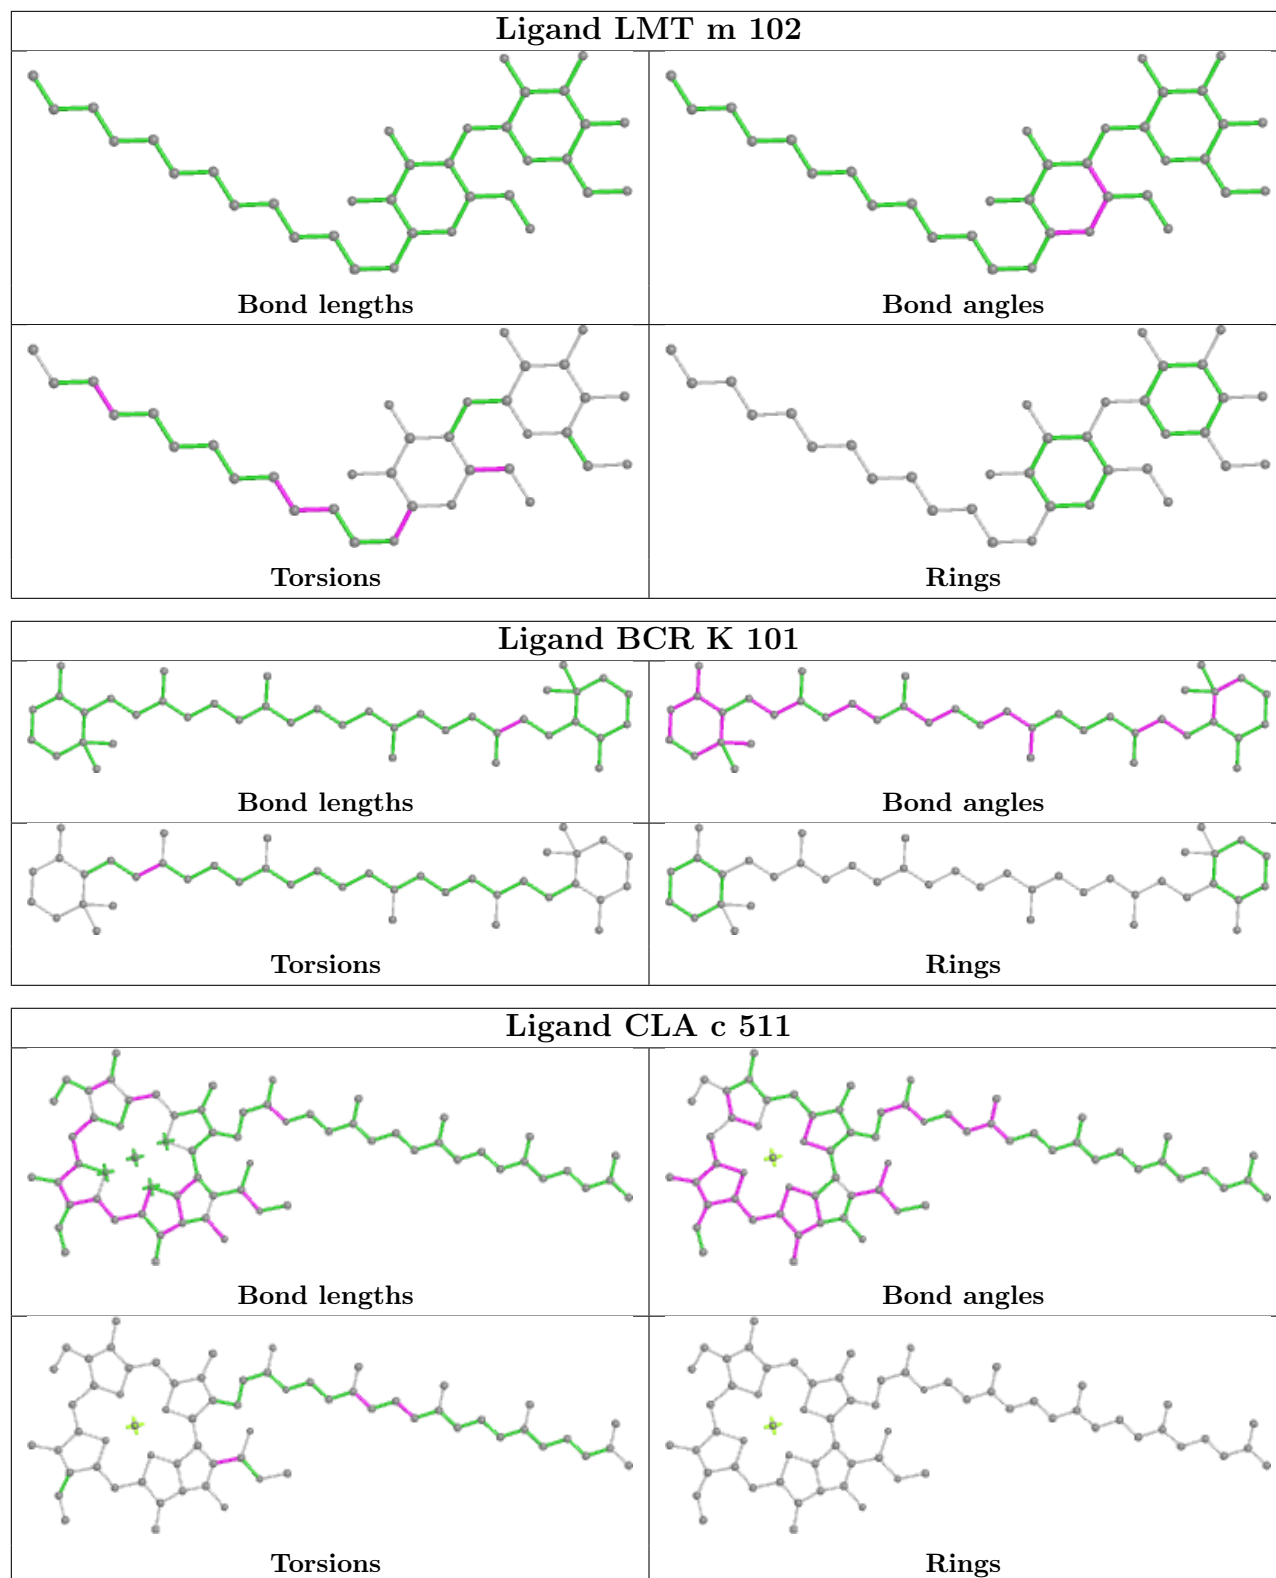 Ligand LMT m 102
Bond lengths
Bond angles
Torsions
Rings
Ligand BCR K 101
Bond lengths
Bond angles
Torsions
Rings
Ligand CLA c 511
Bond lengths
Bond angles
Torsions
Rings